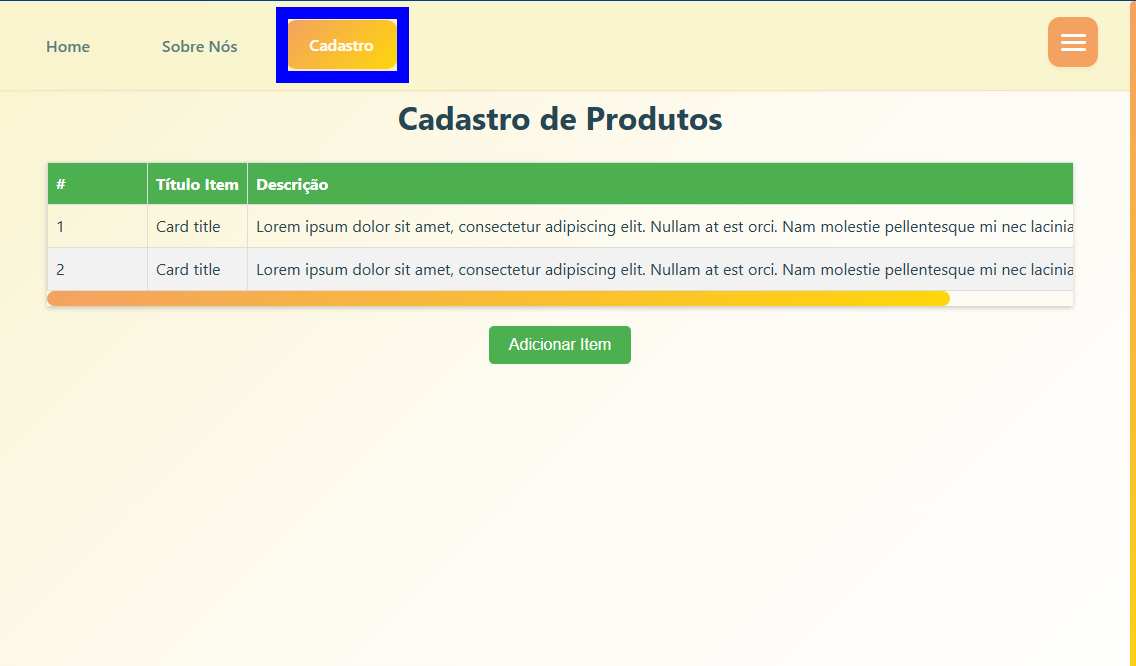 Home Sobre Nós Cadastro
Cadastro de Produtos
# Título Item Descrição
1 Card title Lorem ipsum dolor sit amet, consectetur adipiscing elit. Nullam at est orci. Nam molestie pellentesque mi nec lacinia
2 Card title Lorem ipsum dolor sit amet, consectetur adipiscing elit. Nullam at est orci. Nam molestie pellentesque mi nec lacinia
Adicionar Item